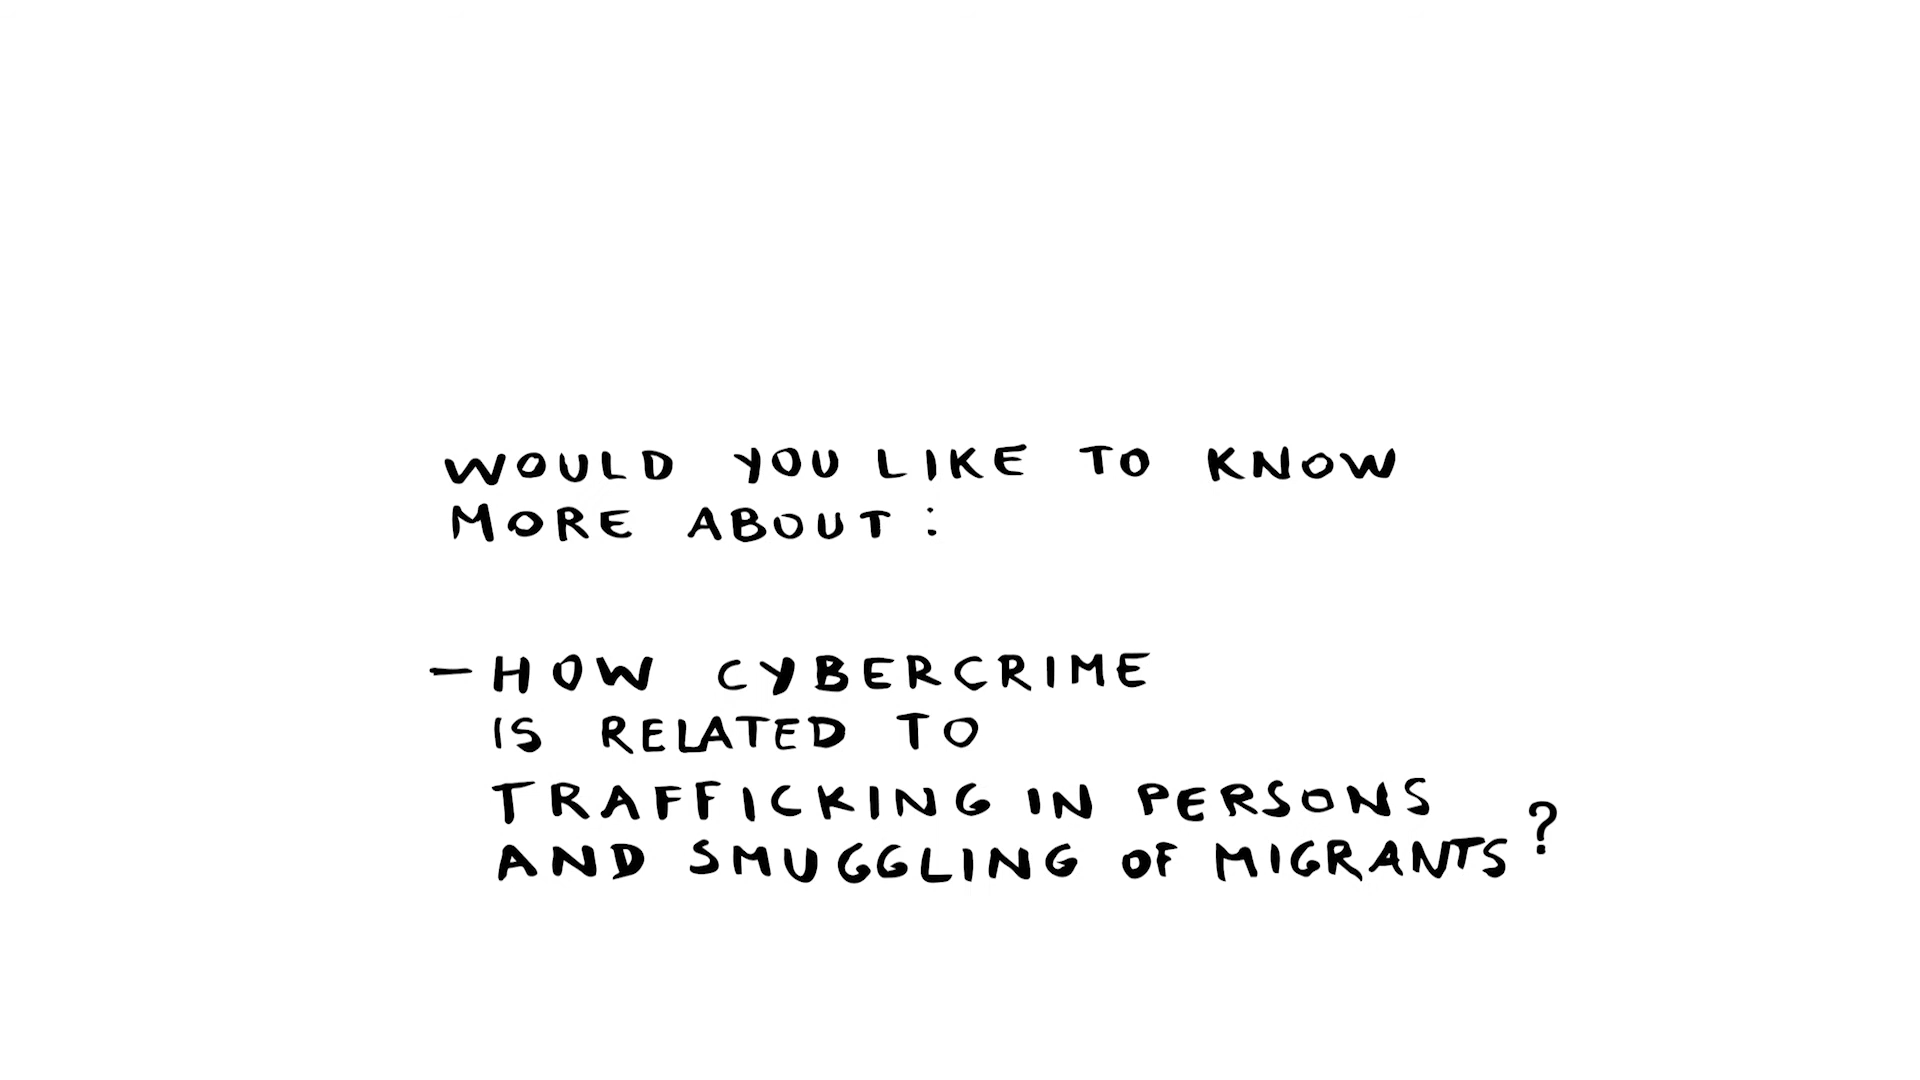 WOULD YOU LIKE TO KNOW
MORE ABOUT:
- HOW CYBERCRIME
IS RELATED TO
TRAFFICKING IN PERSONS
AND SMUGGLING OF MIGRANTS?